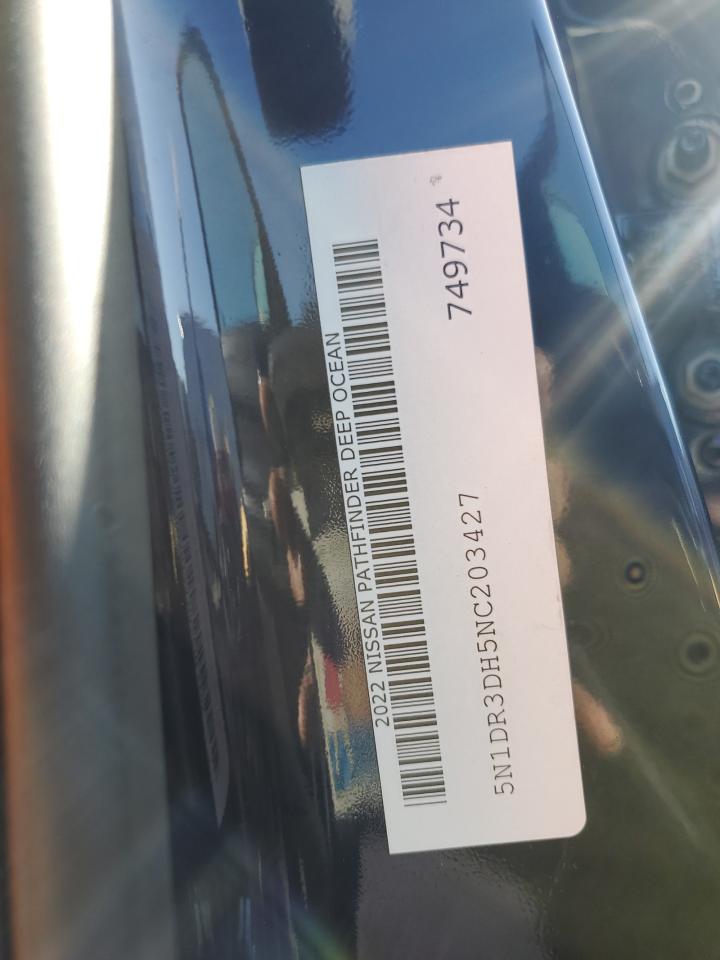 2022 NISSAN PATHFINDER DEEP OCEAN
5N1DR3DH5NC203427 749734